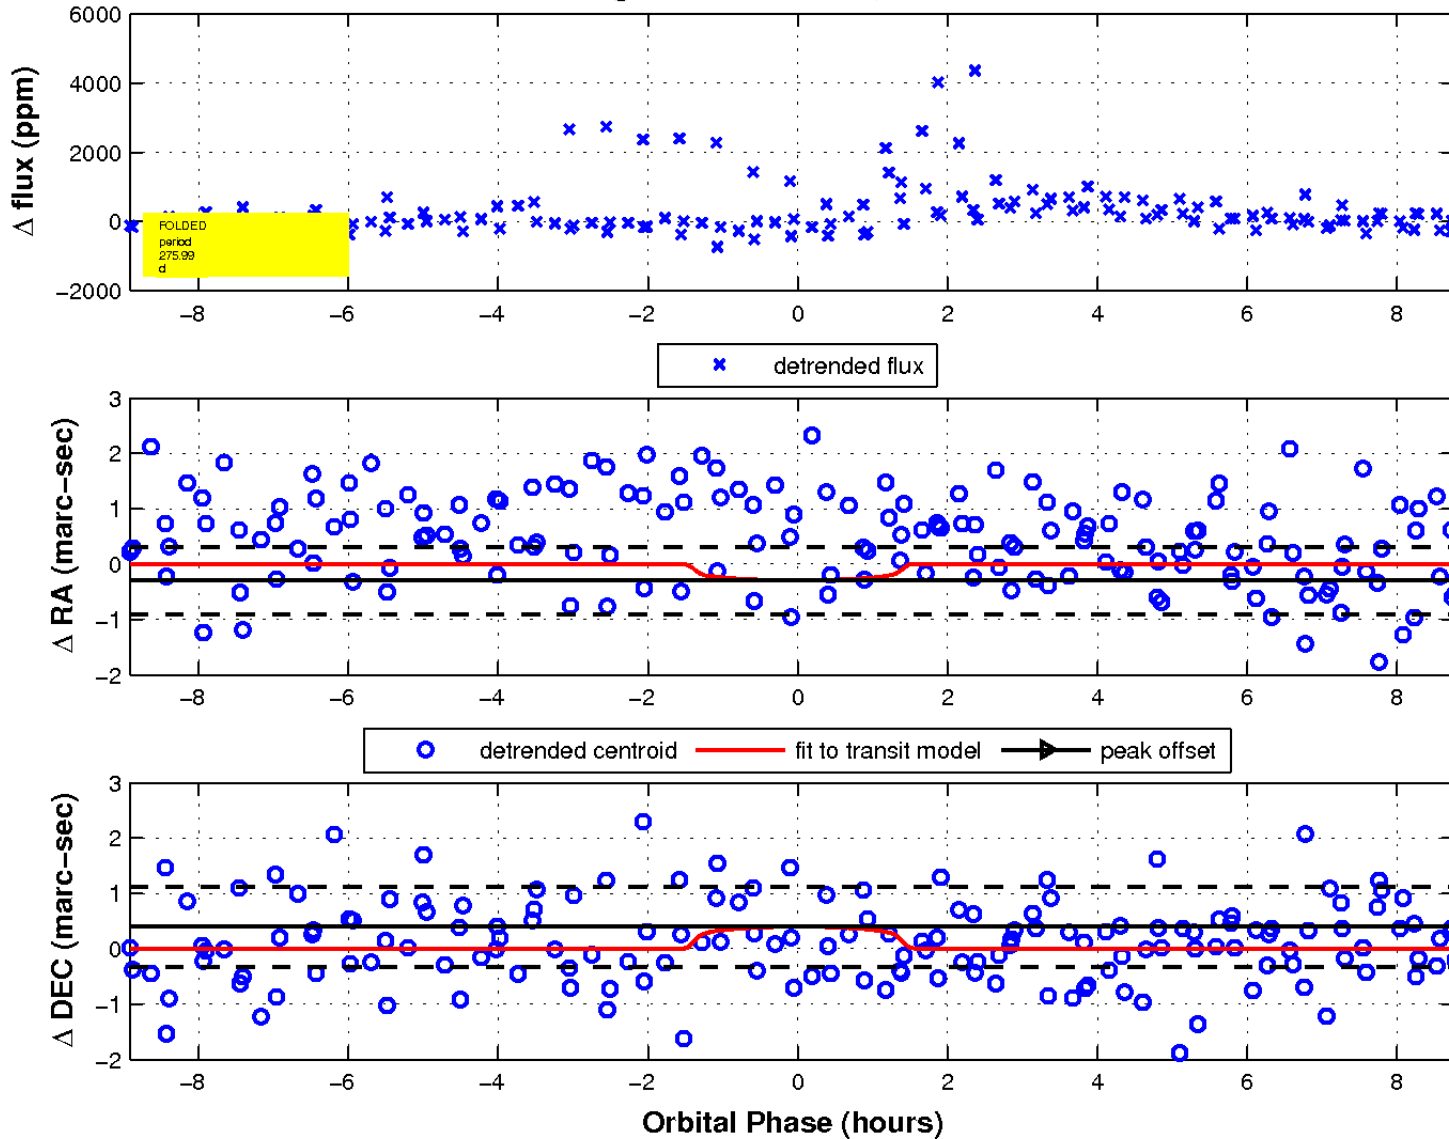 6000
4000
2000
0
−2000
Δ flux (ppm)
FOLDED
period
275.99
d
−8 −6 −4 −2 0 2 4 6 8
detrended flux
3
2
1
0
−1
−2
Δ RA (marc−sec)
−8 −6 −4 −2 0 2 4 6 8
detrended centroid fit to transit model peak offset
3
2
1
0
−1
−2
Δ DEC (marc−sec)
−8 −6 −4 −2 0 2 4 6 8
Orbital Phase (hours)